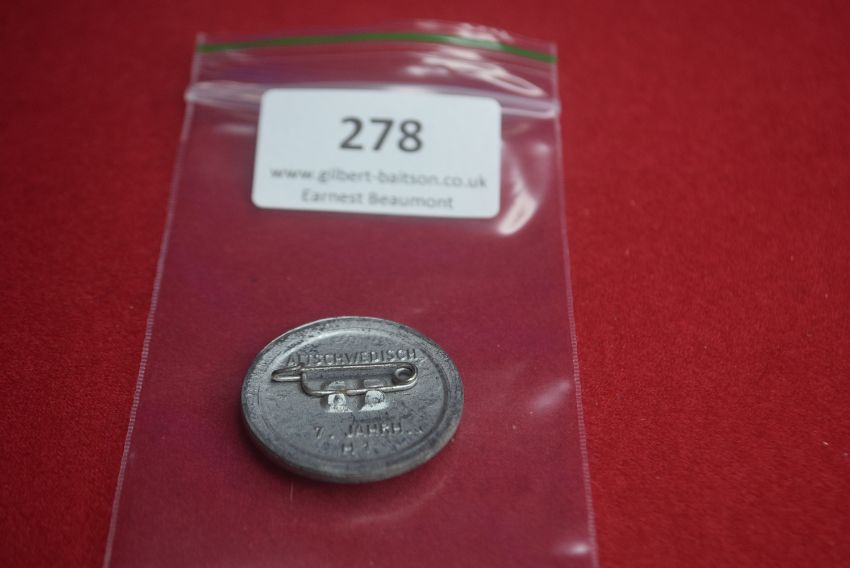 278
www.gilbert-baitson.co.uk
Earnest Beaumont
ALTSCHWEDISCH
7. JAHRH.